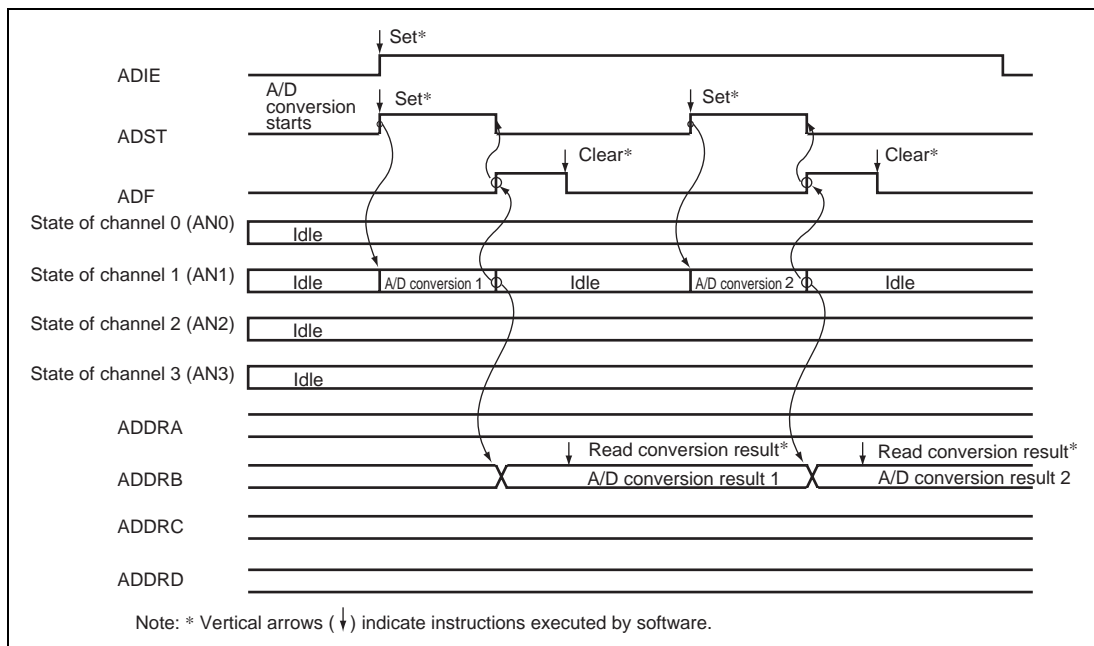 Set*
ADIE
A/D
conversion
starts
Set*
Set*
ADST
Clear*
Clear*
ADF
State of channel 0 (AN0)
Idle
State of channel 1 (AN1)
Idle
A/D conversion 1
Idle
A/D conversion 2
Idle
State of channel 2 (AN2)
Idle
State of channel 3 (AN3)
Idle
ADDRA
Read conversion result*
Read conversion result*
ADDRB
A/D conversion result 1
A/D conversion result 2
ADDRC
ADDRD
Note: * Vertical arrows (↓) indicate instructions executed by software.